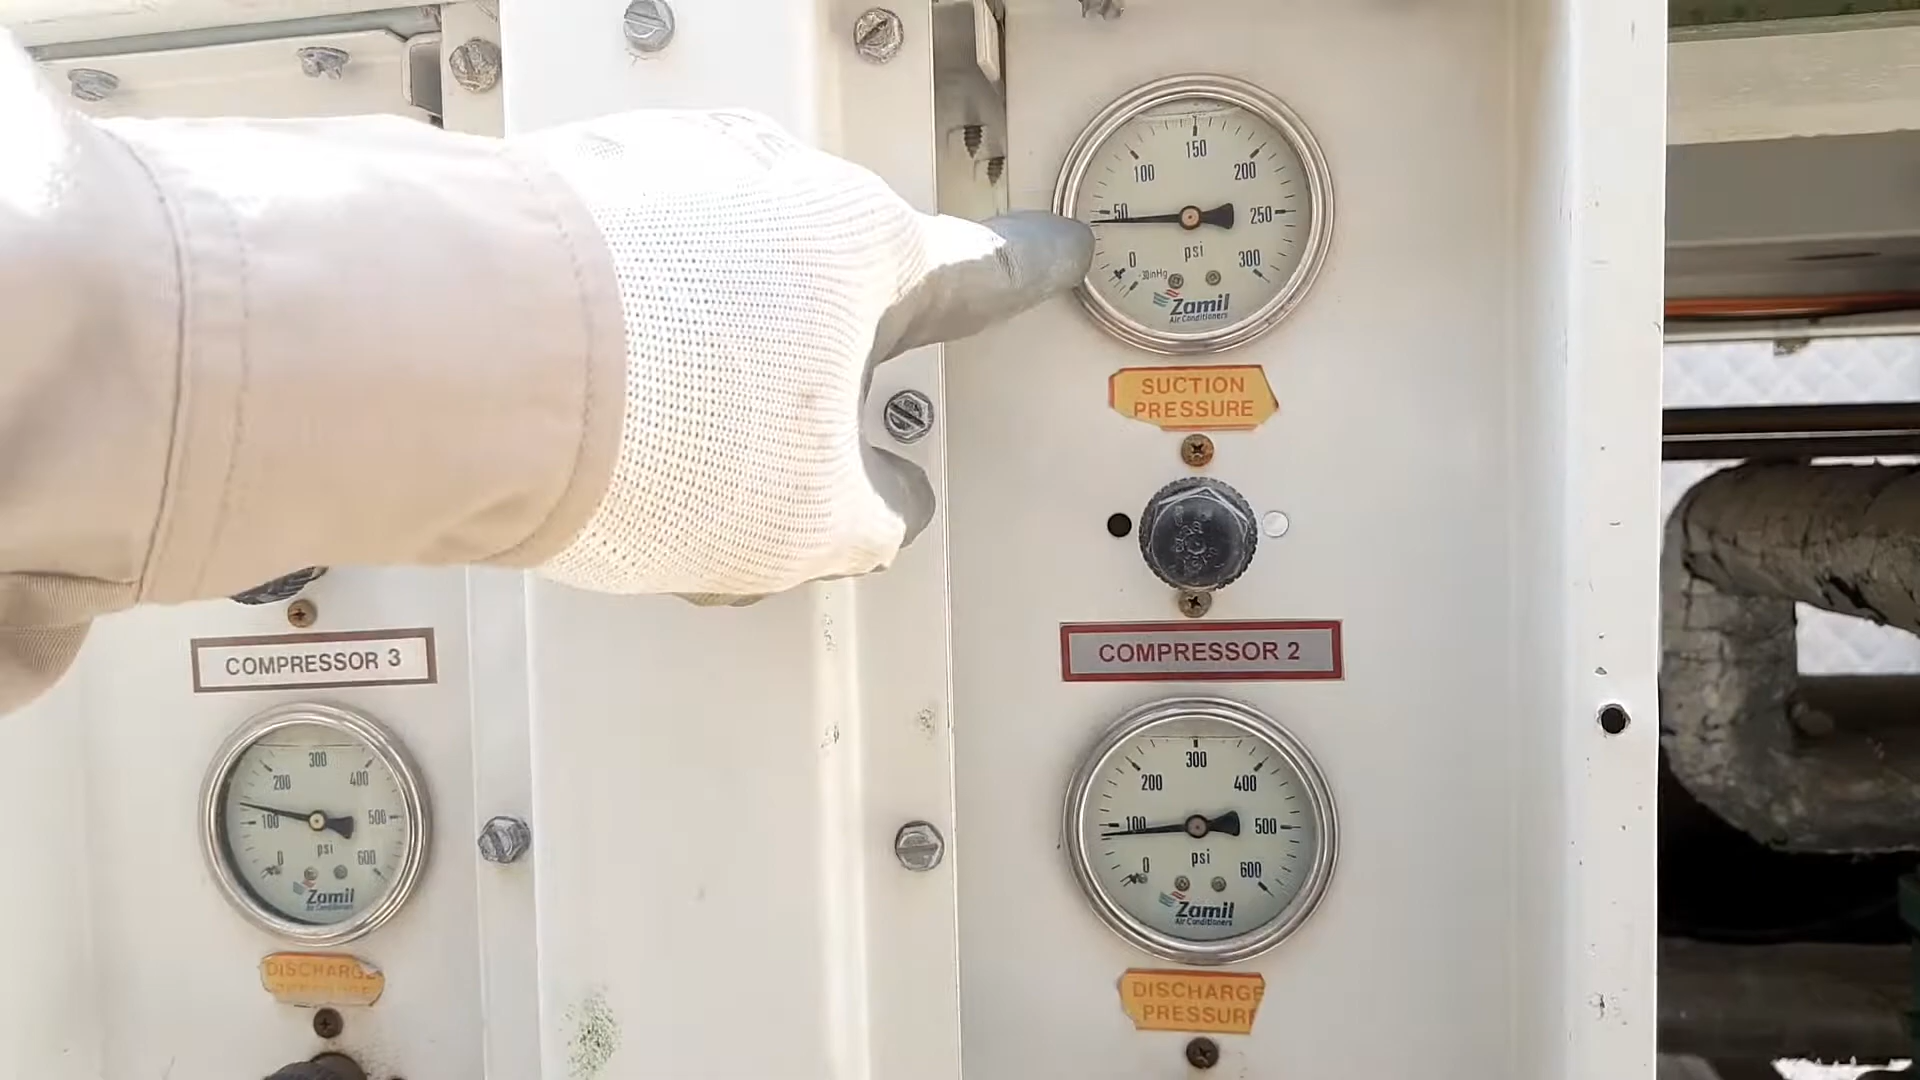 150
100
200
50
250
psi
0
300
-30inHg
Zamil
Air Conditioners
SUCTION
PRESSURE
COMPRESSOR 2
300
200
400
100
500
psi
0
600
Zamil
Air Conditioners
DISCHARGE
PRESSUR
COMPRESSOR 3
300
200
400
100
500
psi
0
600
Zamil
Air Conditioners
DISCHARGE
PRESSURE